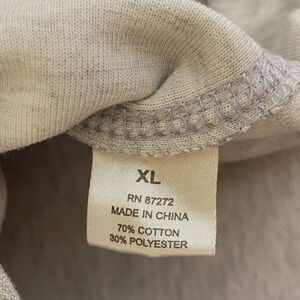 XL
RN 87272
MADE IN CHINA
70% COTTON
30% POLYESTER